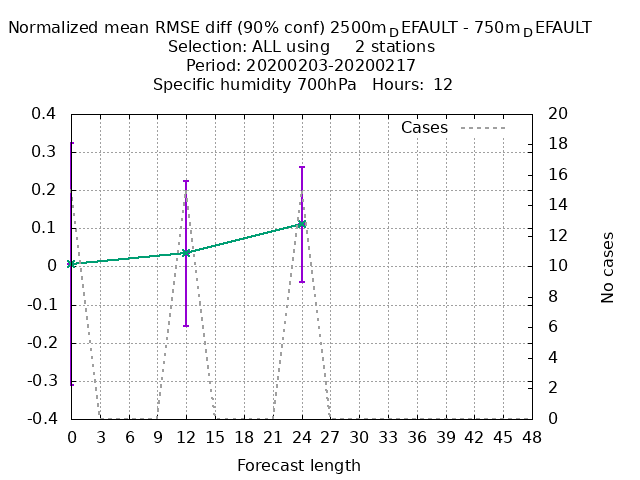 Normalized mean RMSE diff (90% conf) 2500m_DEFAULT - 750m_DEFAULT
Selection: ALL using 2 stations
Period: 20200203-20200217
Specific humidity 700hPa Hours: 12
Cases
0.4
0.3
0.2
0.1
0
-0.1
-0.2
-0.3
-0.4
20
18
16
14
12
10
8
6
4
2
0
No cases
0 3 6 9 12 15 18 21 24 27 30 33 36 39 42 45 48
Forecast length